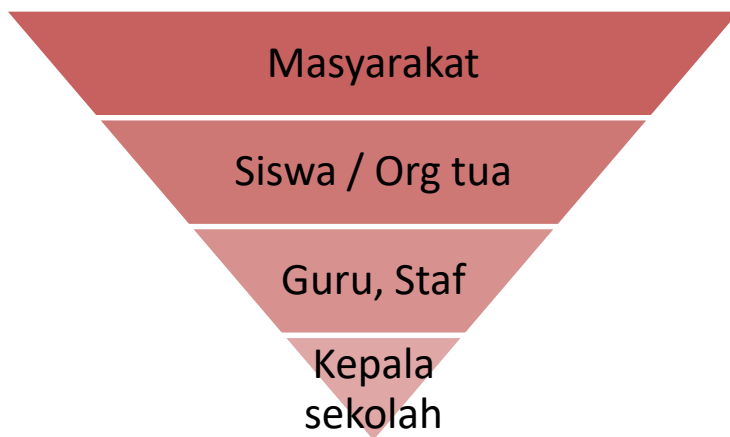 Masyarakat
Siswa / Org tua
Guru, Staf
Kepala
sekolah